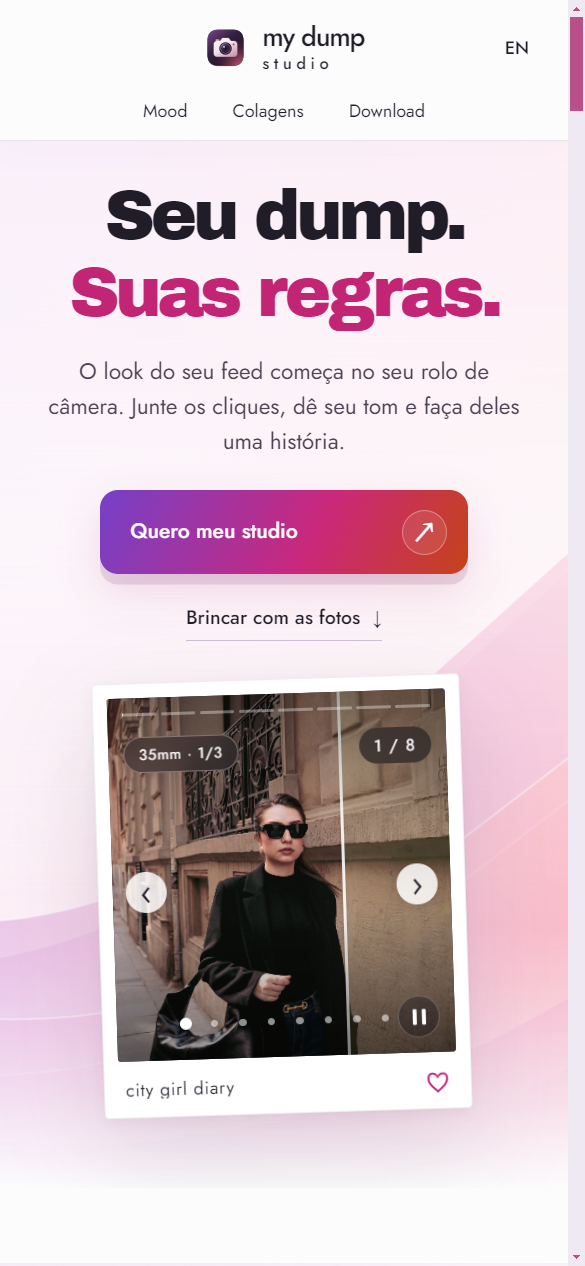 my dump
studio
EN
Mood Colagens Download
Seu dump.
Suas regras.
O look do seu feed começa no seu rolo de
câmera. Junte os cliques, dê seu tom e faça deles
uma história.
Quero meu studio
Brincar com as fotos ↓
35mm · 1/3
1 / 8
city girl diary